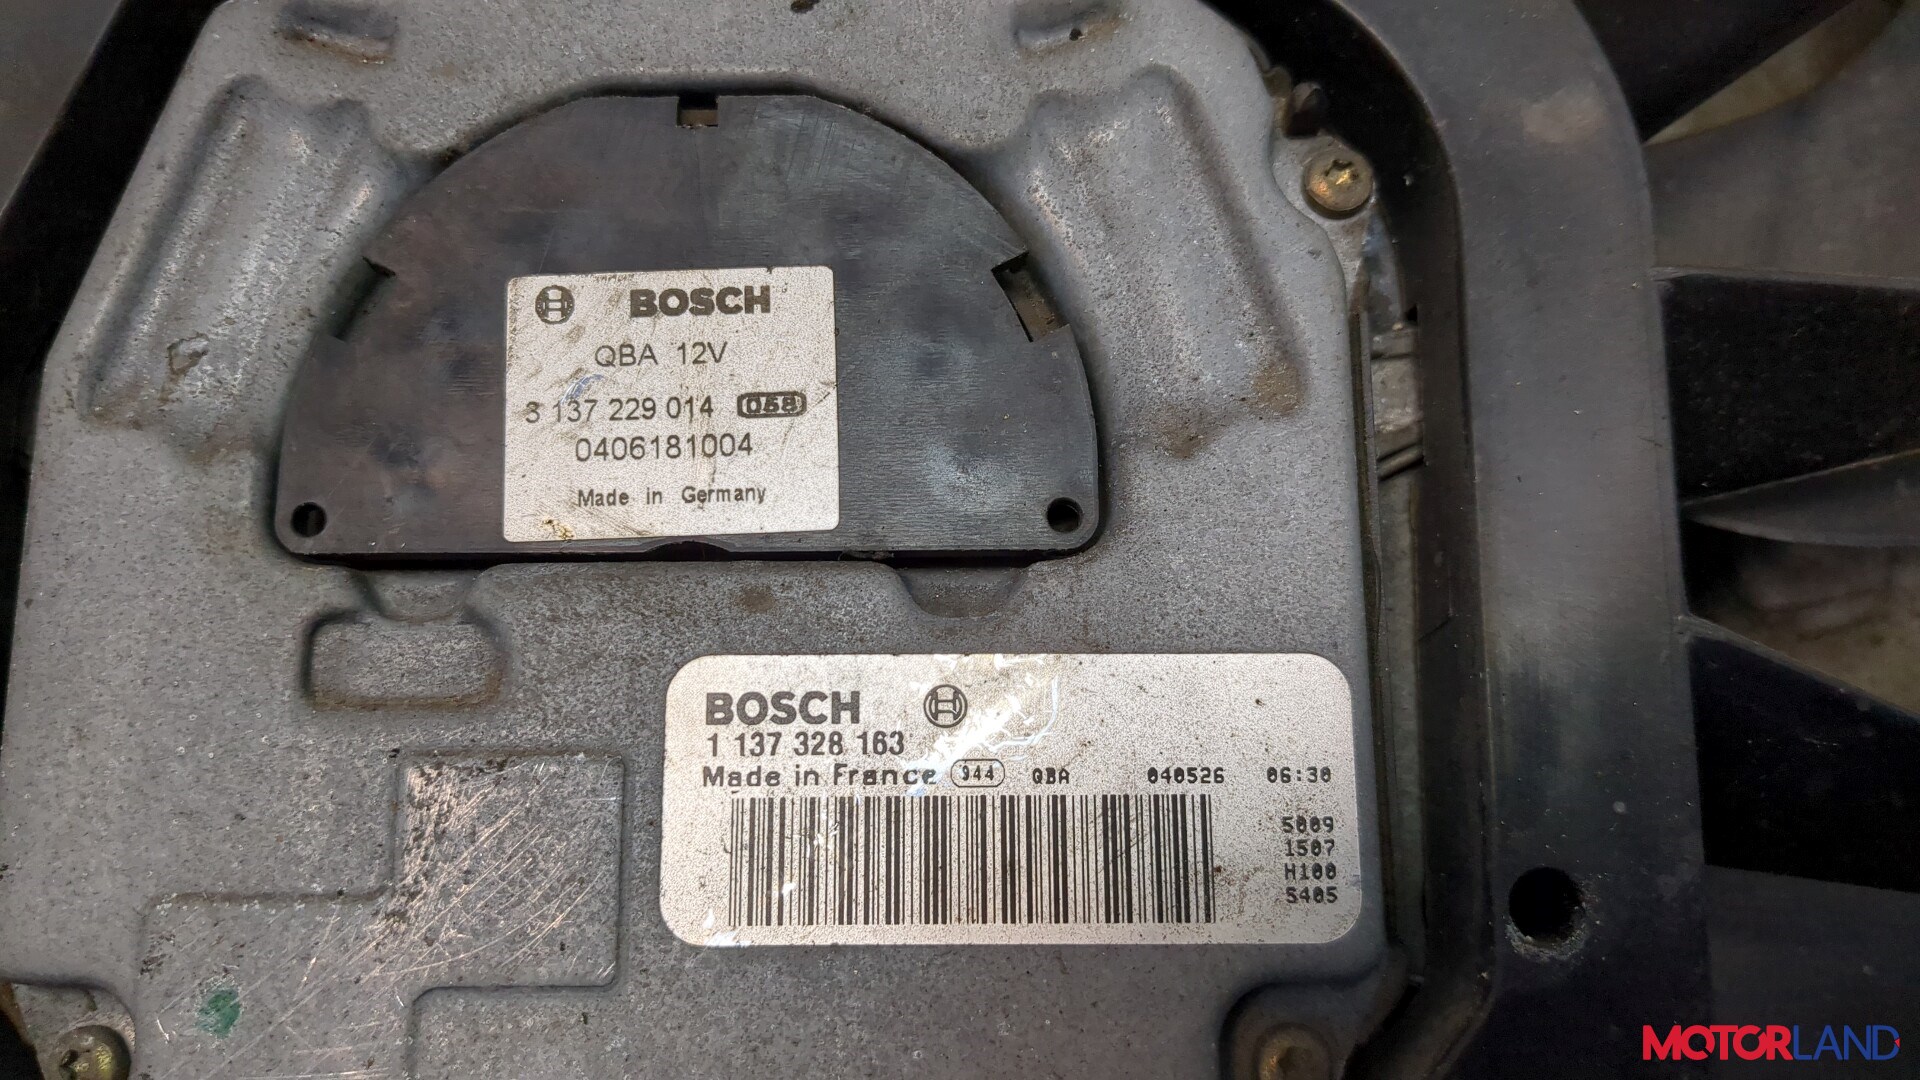 BOSCH
QBA 12V
3 137 229 014 058
0406181004
Made in Germany
BOSCH
1 137 328 163
Made in France 944 QBA 040526 06:30
5009
1507
H100
5405
MOTORLAND